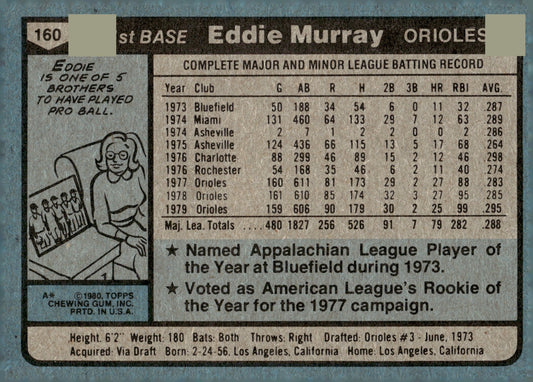 160 st BASE Eddie Murray ORIOLES
EDDIE
IS ONE OF 5
BROTHERS
TO HAVE PLAYED
PRO BALL.
COMPLETE MAJOR AND MINOR LEAGUE BATTING RECORD
Year Club G AB R H 2B 3B HR RBI AVG.
1973 Bluefield 50 188 34 54 6 0 11 32 .287
1974 Miami 131 460 64 133 29 7 12 63 .289
1974 Asheville 2 7 1 2 2 0 0 2 .286
1975 Asheville 124 436 66 115 13 5 17 68 .264
1976 Charlotte 88 299 46 89 15 2 12 46 .298
1976 Rochester 54 168 35 46 6 2 11 40 .274
1977 Orioles 160 611 81 173 29 2 27 88 .283
1978 Orioles 161 610 85 174 32 3 27 95 .285
1979 Orioles 159 606 90 179 30 2 25 99 .295
Maj. Lea. Totals 480 1827 256 526 91 7 79 282 .288
★ Named Appalachian League Player of
the Year at Bluefield during 1973.
★ Voted as American League's Rookie of
the Year for the 1977 campaign.
A* ©1980, TOPPS
CHEWING GUM, INC.
PRTD. IN U.S.A.
Height: 6'2" Weight: 180 Bats: Both Throws: Right Drafted: Orioles #3 - June, 1973
Acquired: Via Draft Born: 2-24-56, Los Angeles, California Home: Los Angeles, California